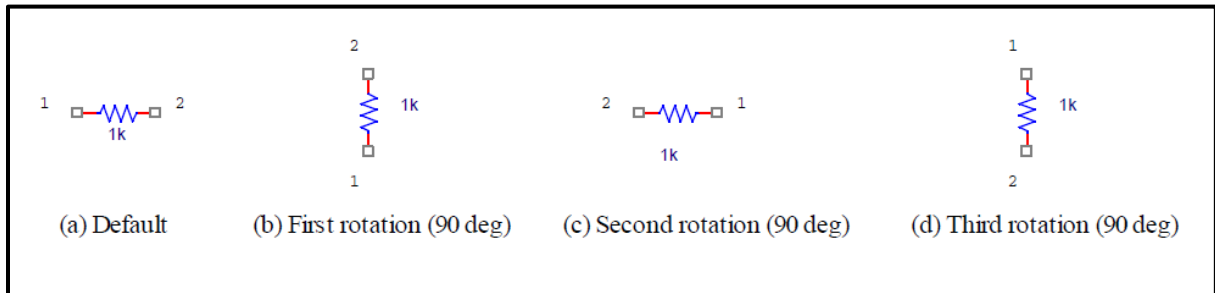 2
1
1k
1 2
1k
1
2 1
1k
1
1k
2
(a) Default
(b) First rotation (90 deg)
(c) Second rotation (90 deg)
(d) Third rotation (90 deg)